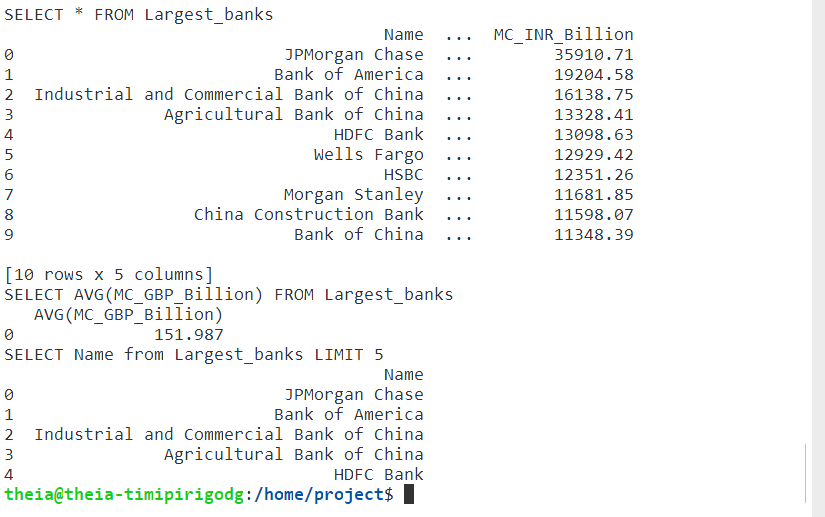 SELECT * FROM Largest_banks
Name ... MC_INR_Billion
0 JPMorgan Chase ... 35910.71
1 Bank of America ... 19204.58
2 Industrial and Commercial Bank of China ... 16138.75
3 Agricultural Bank of China ... 13328.41
4 HDFC Bank ... 13098.63
5 Wells Fargo ... 12929.42
6 HSBC ... 12351.26
7 Morgan Stanley ... 11681.85
8 China Construction Bank ... 11598.07
9 Bank of China ... 11348.39
[10 rows x 5 columns]
SELECT AVG(MC_GBP_Billion) FROM Largest_banks
AVG(MC_GBP_Billion)
0 151.987
SELECT Name from Largest_banks LIMIT 5
Name
0 JPMorgan Chase
1 Bank of America
2 Industrial and Commercial Bank of China
3 Agricultural Bank of China
4 HDFC Bank
theia@theia-timipirigodg:/home/project$